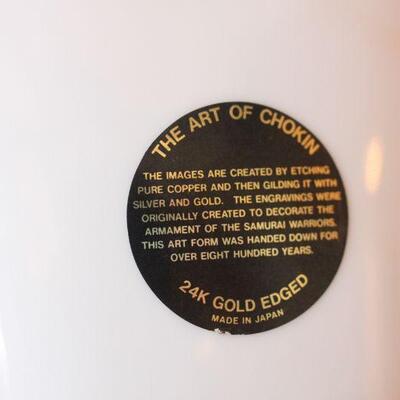 THE ART OF CHOKIN
THE IMAGES ARE CREATED BY ETCHING
PURE COPPER AND THEN GILDING IT WITH
SILVER AND GOLD. THE ENGRAVINGS WERE
ORIGINALLY CREATED TO DECORATE THE
ARMAMENT OF THE SAMURAI WARRIORS.
THIS ART FORM WAS HANDED DOWN FOR
OVER EIGHT HUNDRED YEARS.
24K GOLD EDGED
MADE IN JAPAN